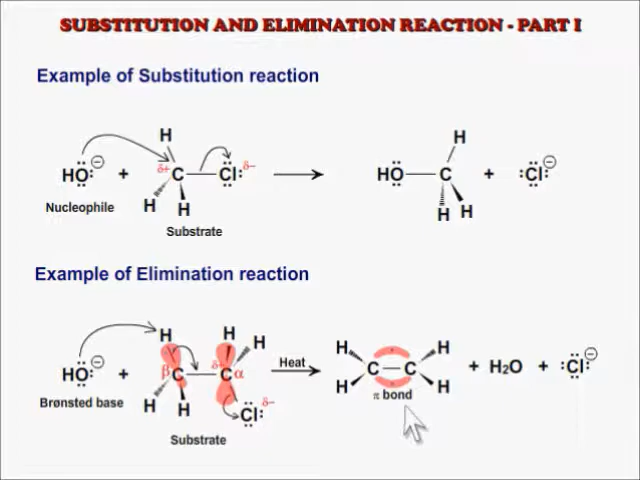 SUBSTITUTION AND ELIMINATION REACTION - PART I
Example of Substitution reaction
H H
HO:⊖ + δ+ C Cl: δ− HO C + :Cl:⊖
H H H H
Nucleophile
Substrate
Example of Elimination reaction
H H H H H
HO:⊖ + β C δ+ C α Heat C C + H₂O + :Cl:⊖
H H Cl: δ− H H
Brønsted base π bond
Substrate